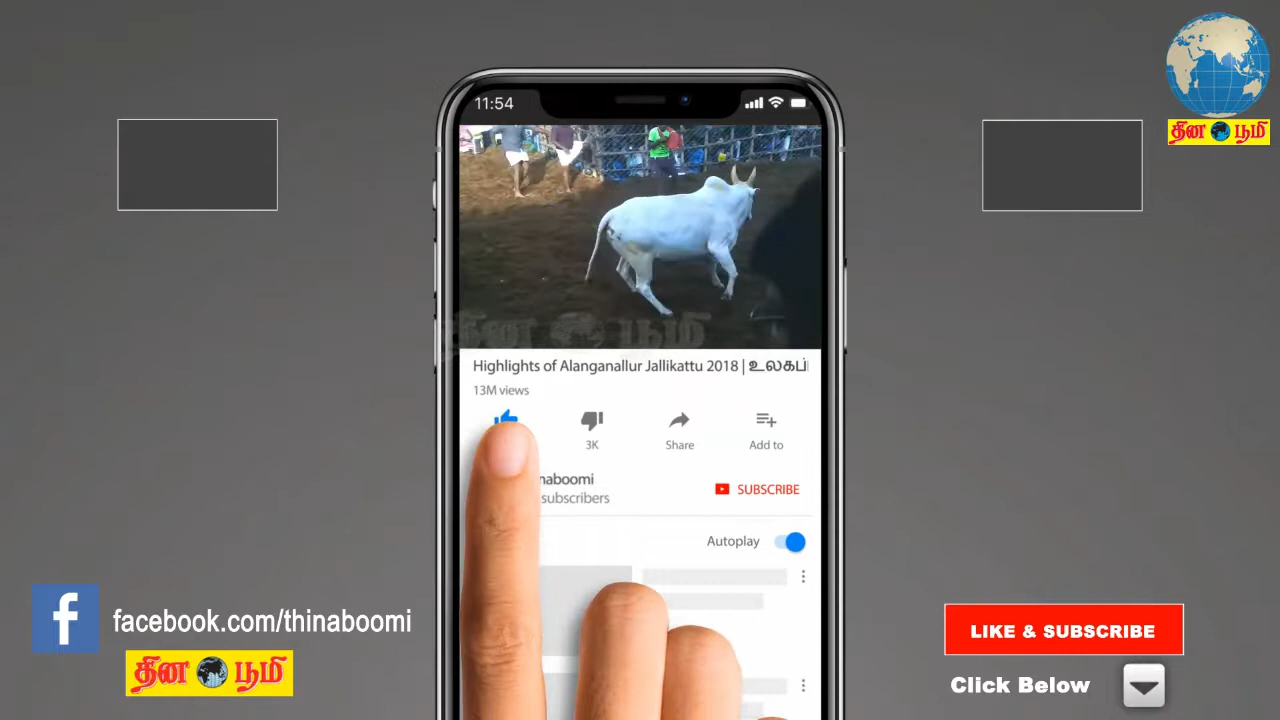 தின பூமி
11:54
தின பூமி
Highlights of Alanganallur Jallikattu 2018 | உலகப்
13M views
3K
Share
Add to
naboomi
subscribers
SUBSCRIBE
Autoplay
facebook.com/thinaboomi
தின பூமி
LIKE & SUBSCRIBE
Click Below